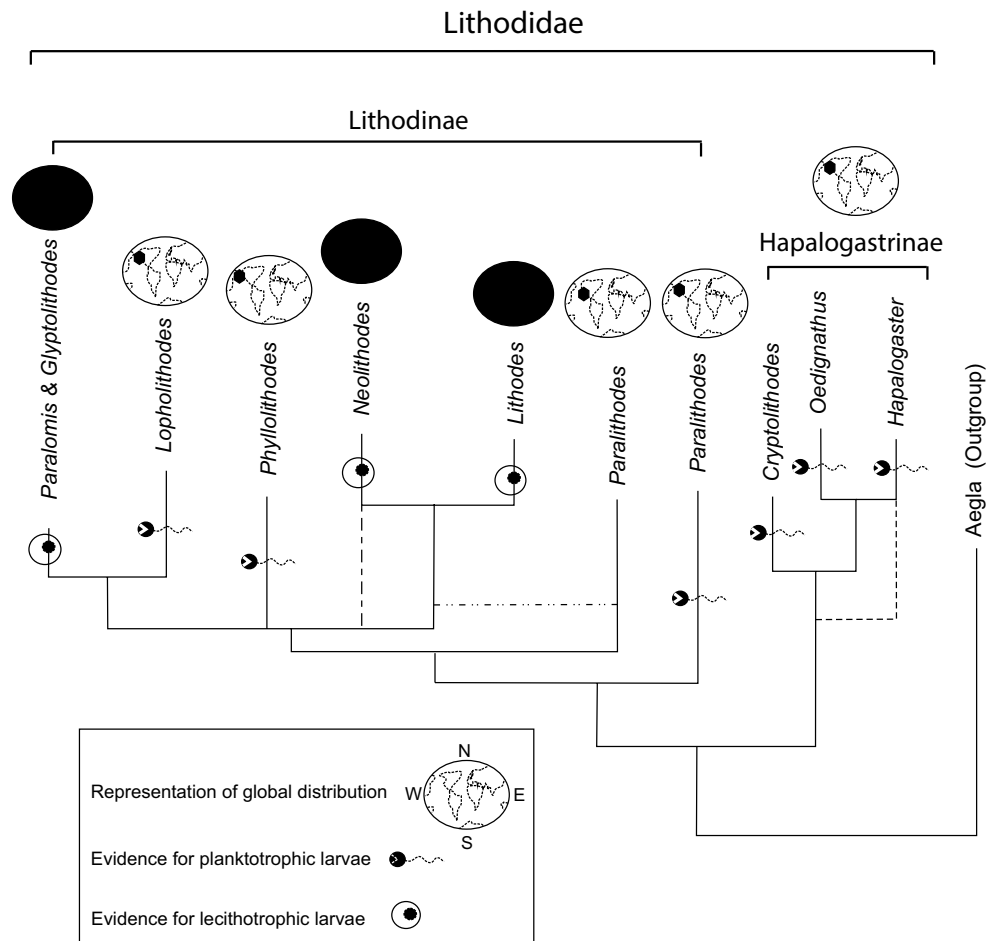 Lithodidae
Lithodinae
Hapalogastrinae
Paralomis & Glyptolithodes
Lopholithodes
Phyllolithodes
Neolithodes
Lithodes
Paralithodes
Paralithodes
Cryptolithodes
Oedignathus
Hapalogaster
Aegla (Outgroup)
N
Representation of global distribution W E
S
Evidence for planktotrophic larvae
Evidence for lecithotrophic larvae